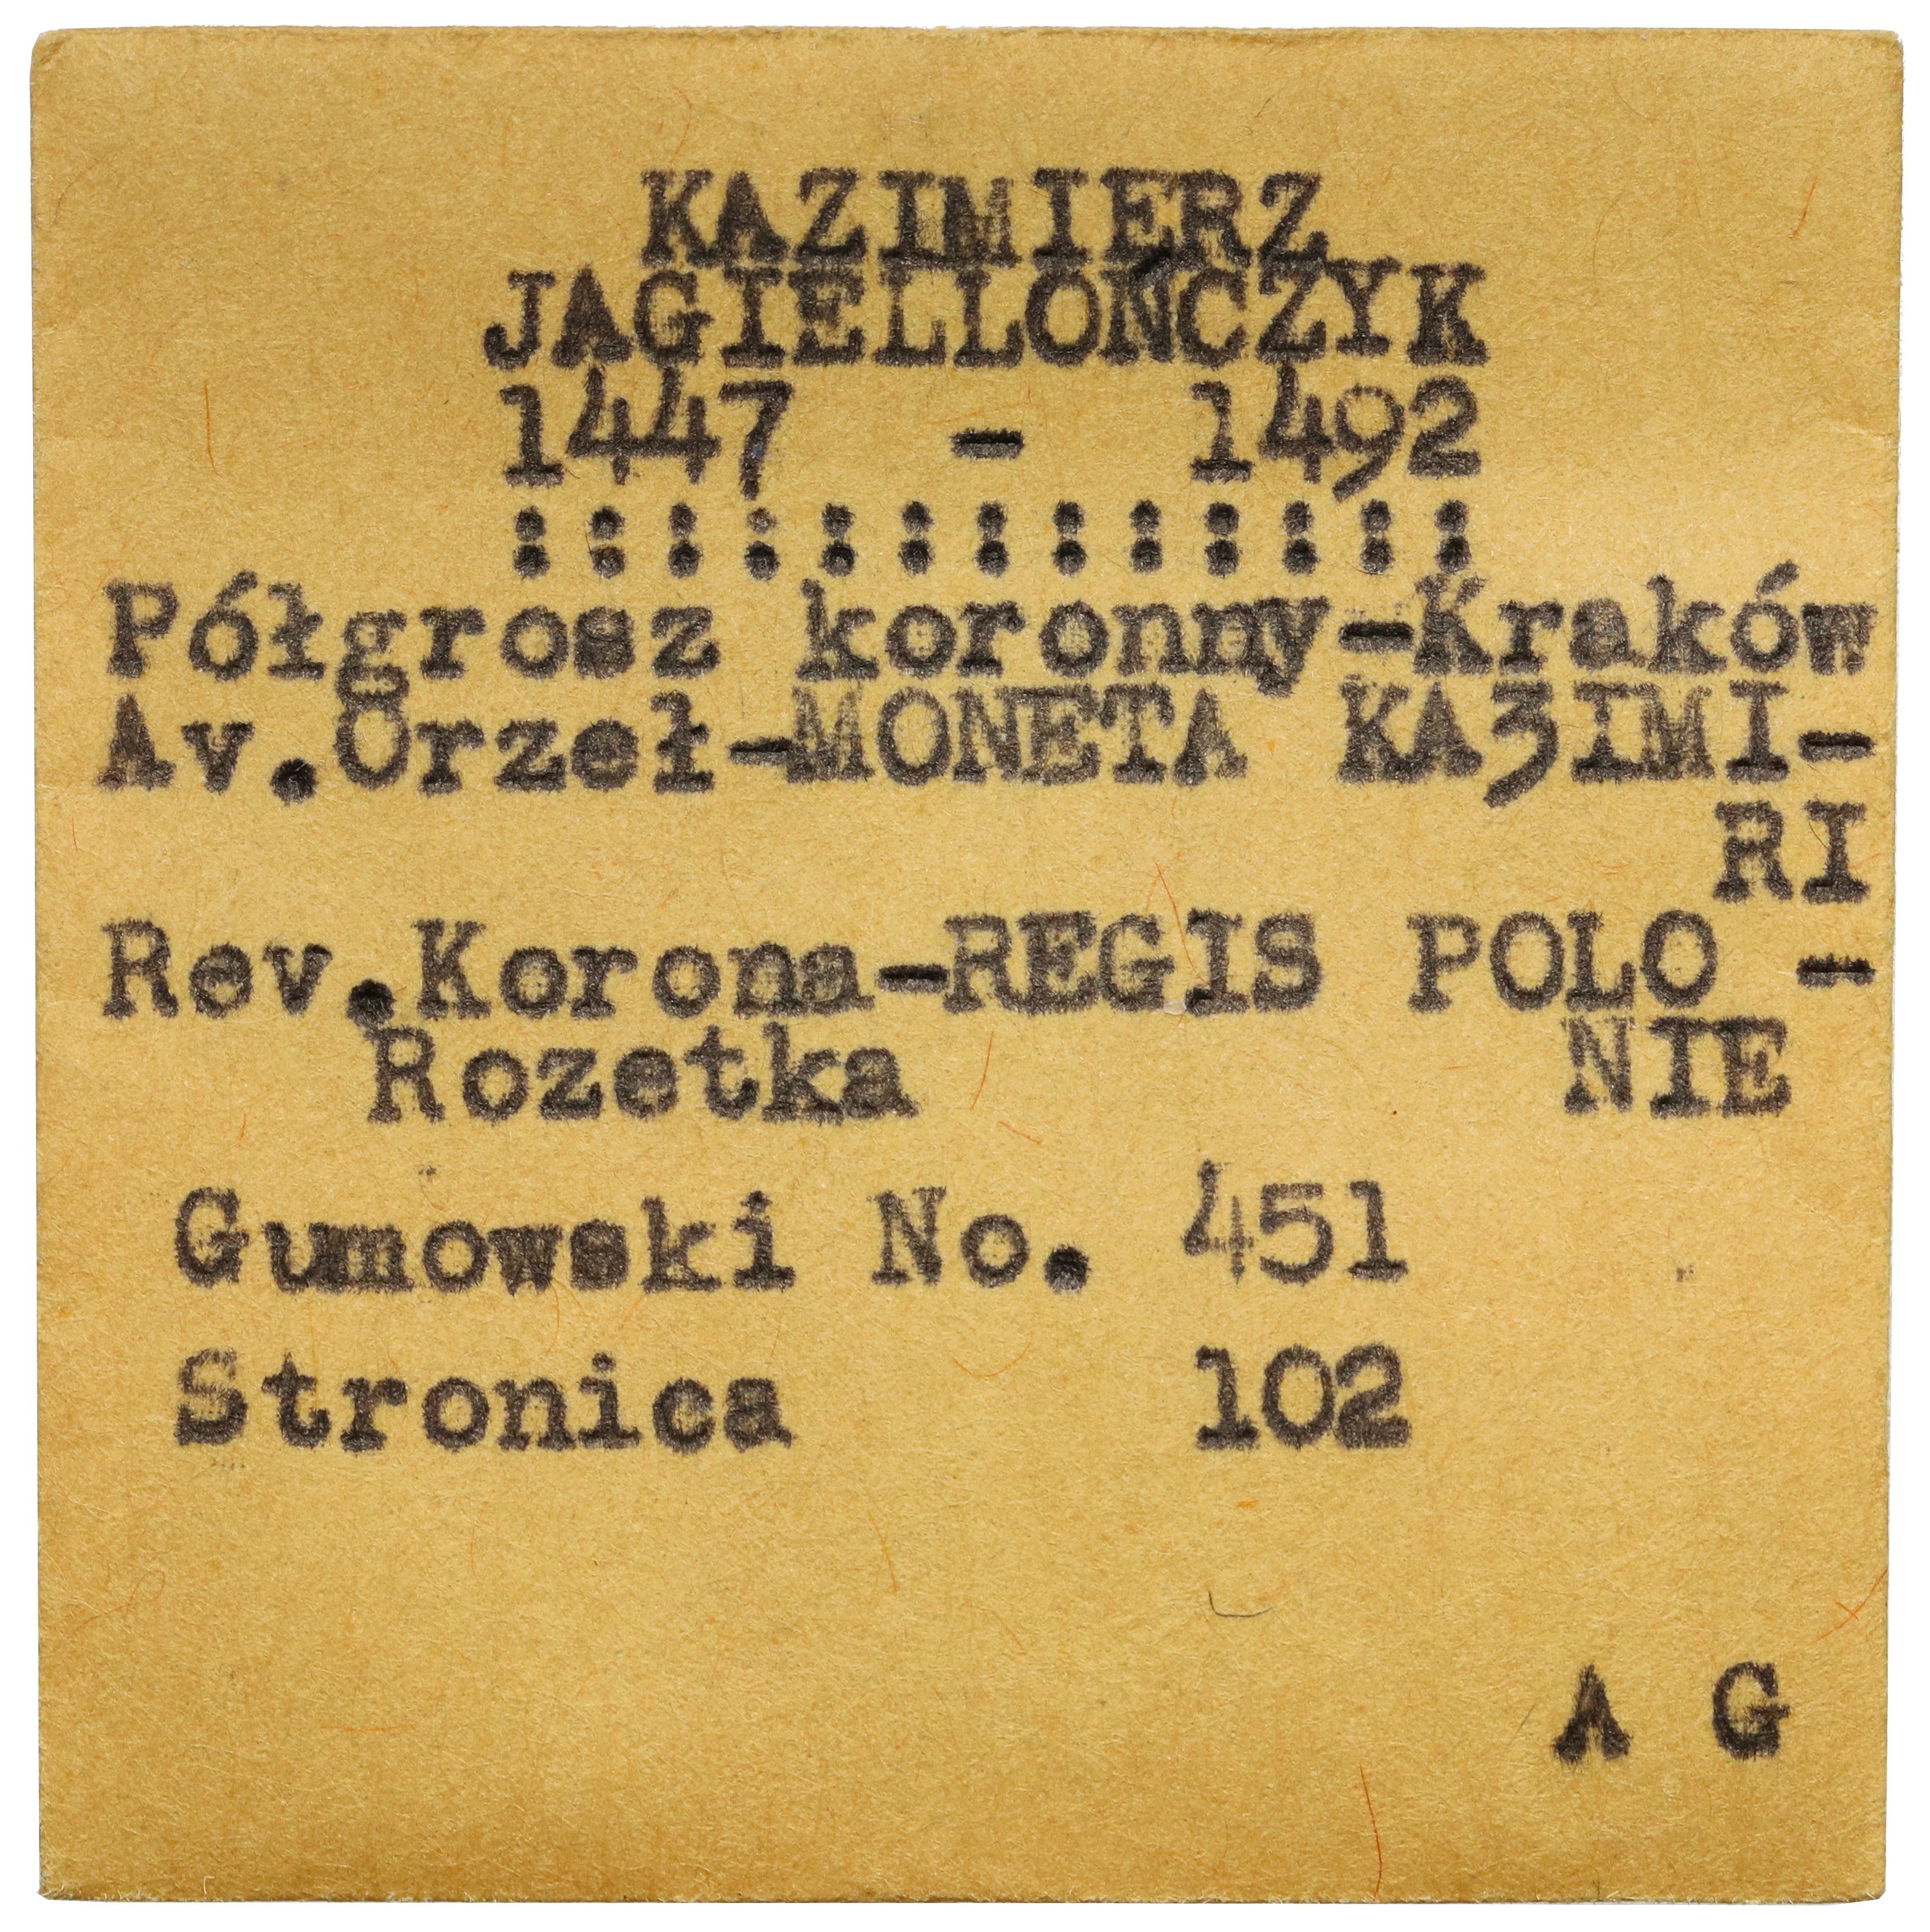 KAZIMIERZ
JAGIELLOŃCZYK
1447 - 1492
:::::::::::::
Półgrosz koronny-Kraków
Av.Orzeł-MONETA KA3IMI-
RI
Rev.Korona-REGIS POLO -
Rozetka NIE
Gumowski No. 451
Stronica 102
A G